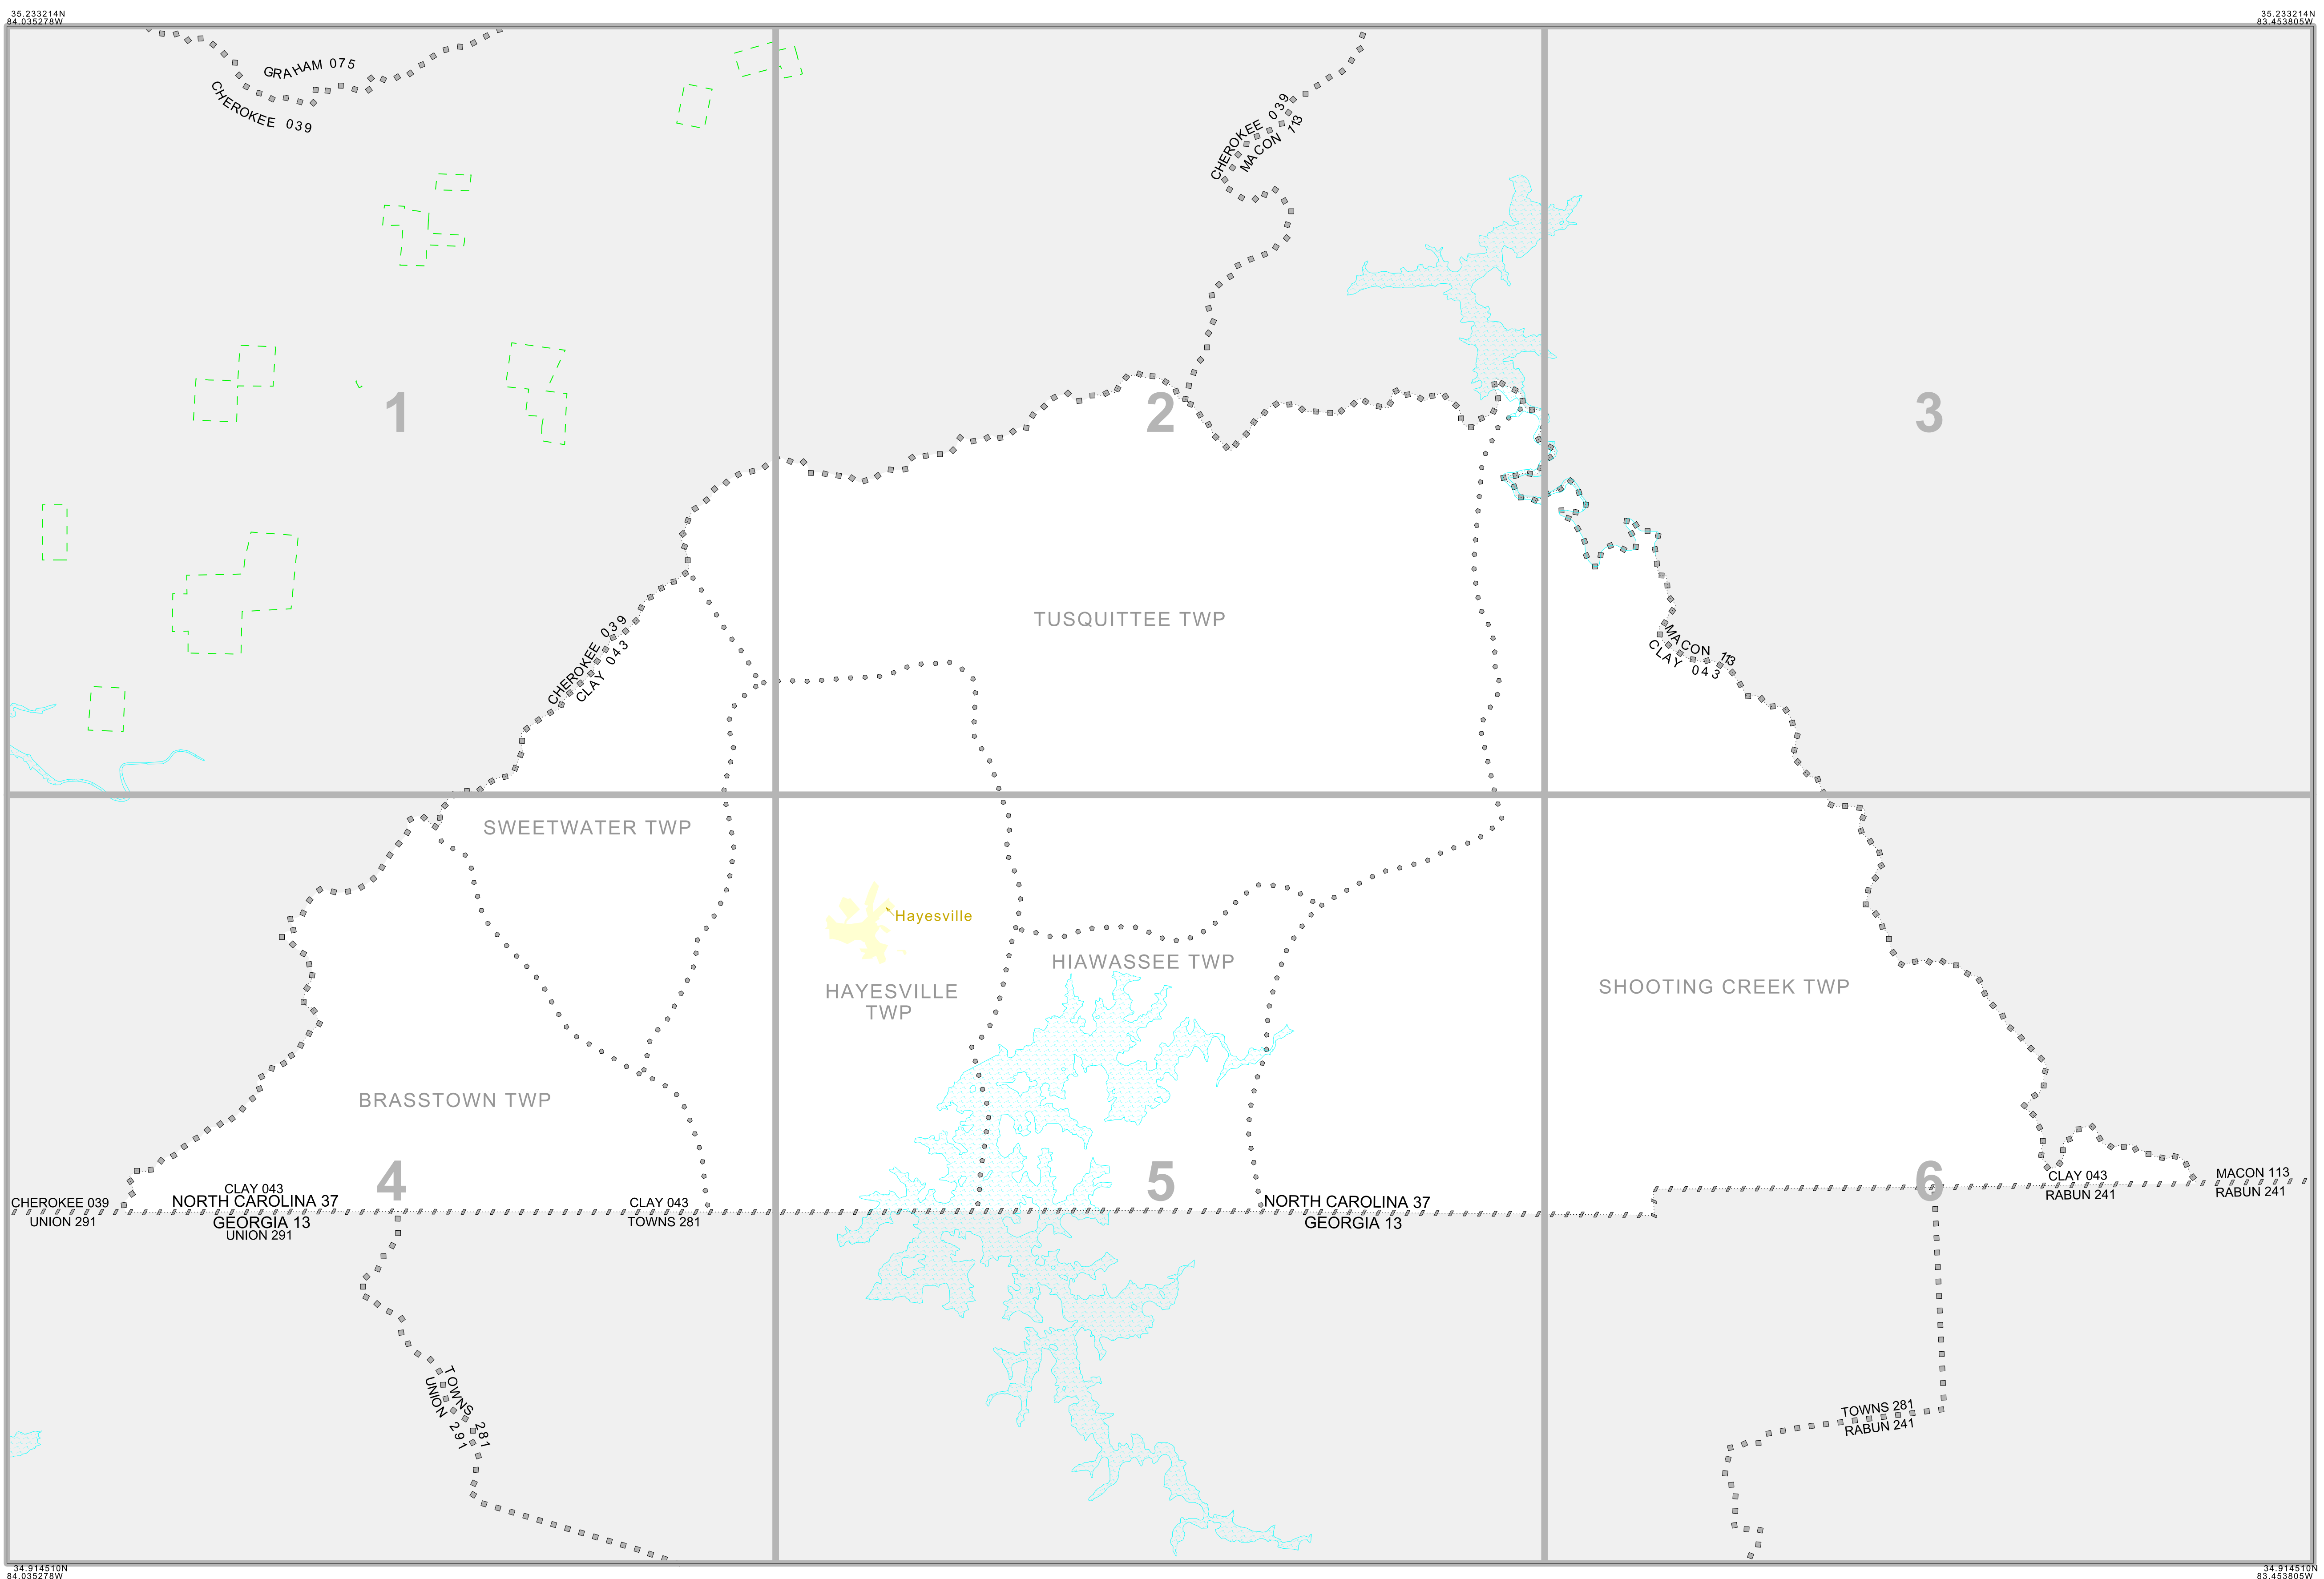 35.233214N
84.035278W
35.233214N
83.453805W
GRAHAM 075
CHEROKEE 039
CHEROKEE 039
MACON 113
1
2
3
TUSQUITTEE TWP
CHEROKEE 039
CLAY 043
MACON 113
CLAY 043
SWEETWATER TWP
Hayesville
HIAWASSEE TWP
HAYESVILLE
TWP
SHOOTING CREEK TWP
BRASSTOWN TWP
4
5
6
CHEROKEE 039
UNION 291
CLAY 043
NORTH CAROLINA 37
GEORGIA 13
UNION 291
CLAY 043
TOWNS 281
NORTH CAROLINA 37
GEORGIA 13
CLAY 043
RABUN 241
MACON 113
RABUN 241
TOWNS 281
UNION 291
TOWNS 281
RABUN 241
34.914510N
84.035278W
34.914510N
83.453805W